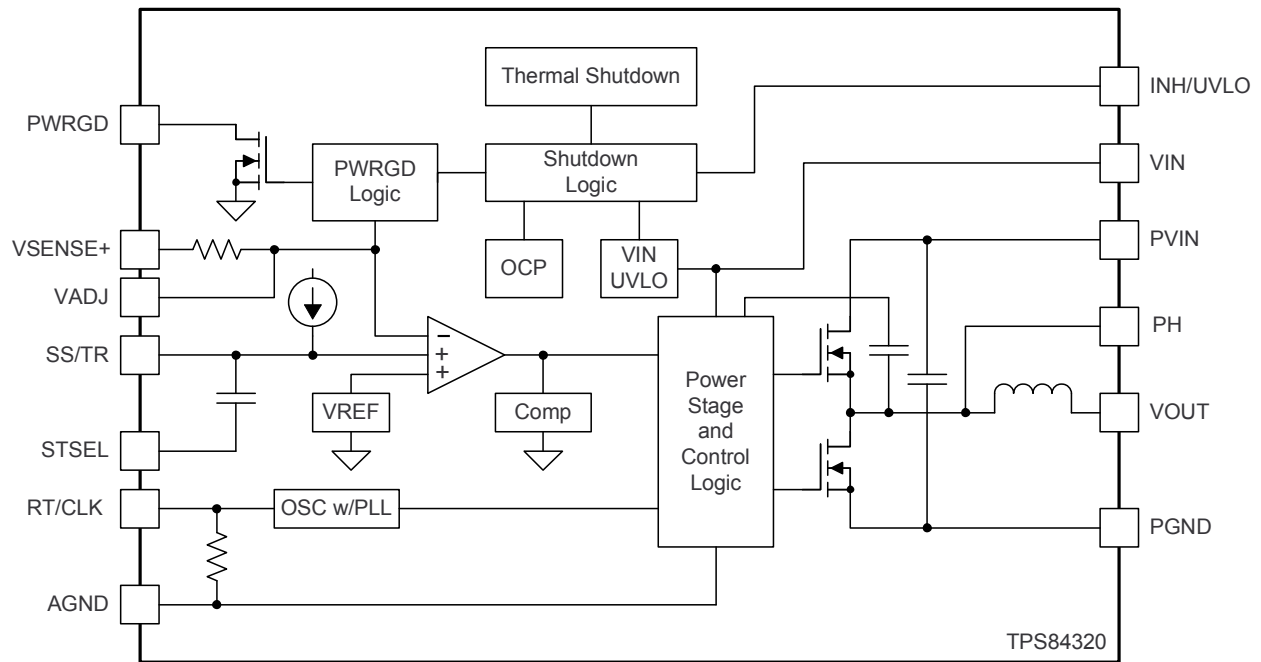 Thermal Shutdown
INH/UVLO
PWRGD
PWRGD
Logic
Shutdown
Logic
VIN
VSENSE+
OCP
VIN
UVLO
PVIN
VADJ
PH
SS/TR
−
+
+
VREF
Comp
Power
Stage
and
Control
Logic
VOUT
STSEL
RT/CLK
OSC w/PLL
PGND
AGND
TPS84320